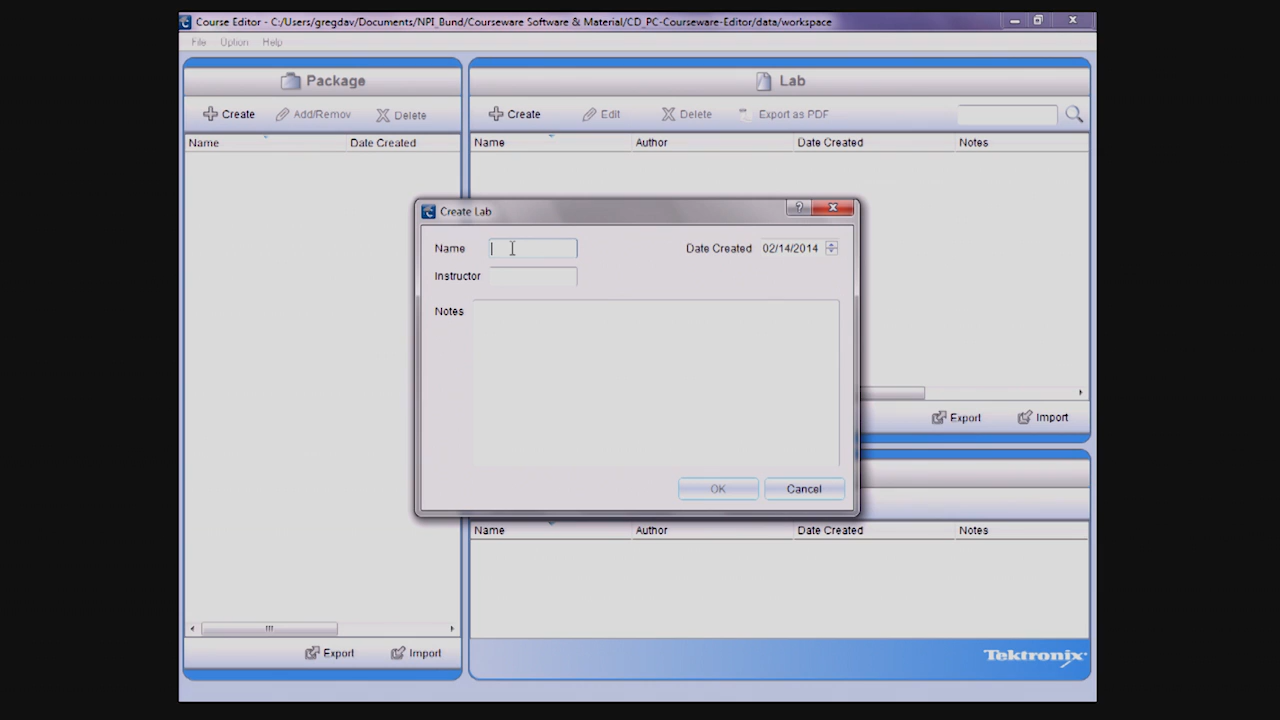 Course Editor - C:/Users/gregdav/Documents/NPI_Bund/Courseware Software & Material/CD_PC-Courseware-Editor/data/workspace
File Option Help
Package
Create Add/Remov Delete
Name Date Created
Lab
Create Edit Delete Export as PDF
Name Author Date Created Notes
Create Lab
Name Date Created 02/14/2014
Instructor
Notes
OK Cancel
Export Import
Name Author Date Created Notes
Export Import
Tektronix